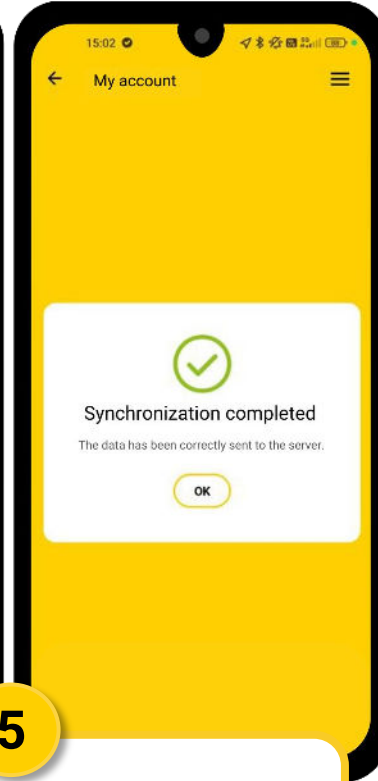 15:02
My account
Synchronization completed
The data has been correctly sent to the server.
OK
5